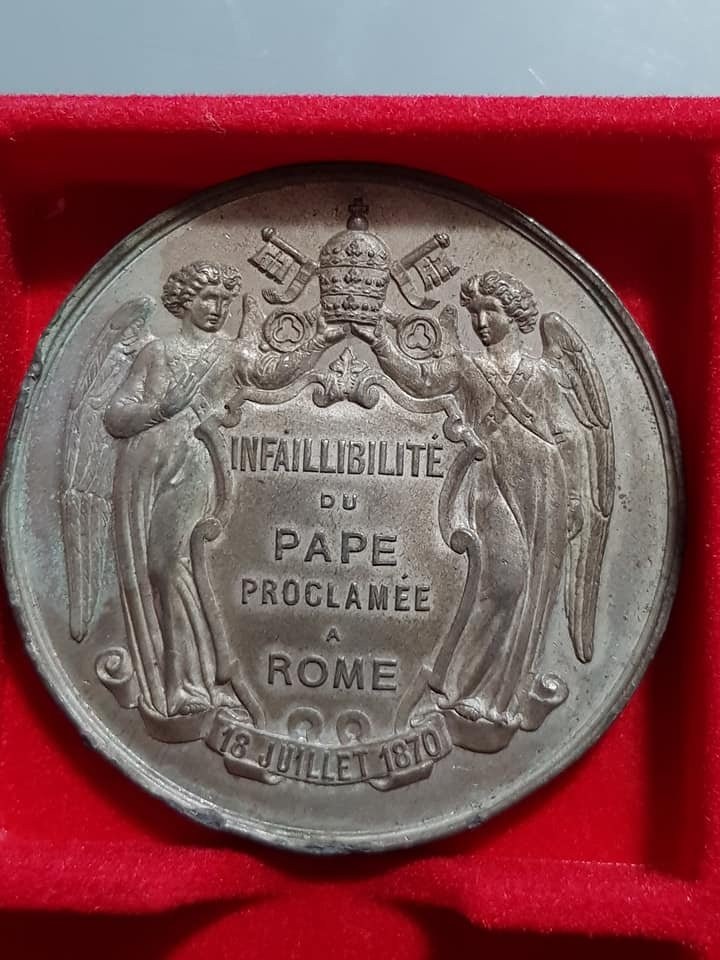 INFAILLIBILITÉ
DU
PAPE
PROCLAMÉE
A
ROME
18 JUILLET 1870